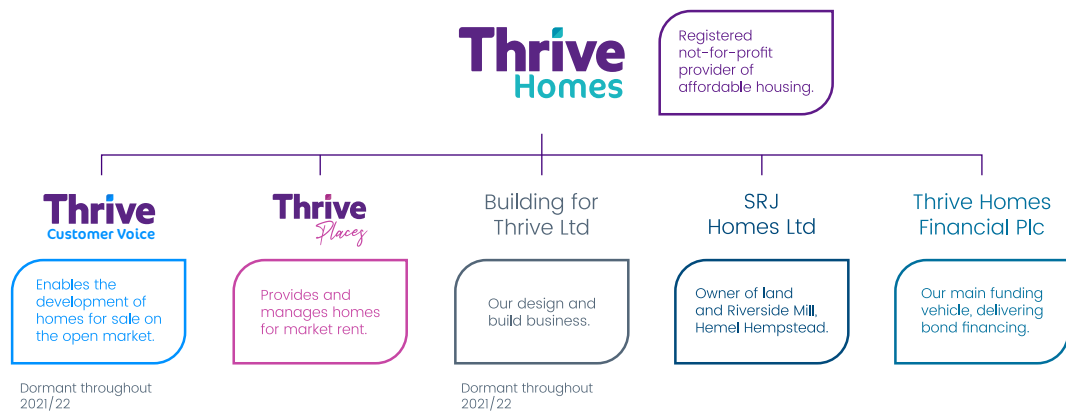 Thrive
Homes
Registered
not-for-profit
provider of
affordable housing.
Thrive
Customer Voice
Enables the
development of
homes for sale on
the open market.
Dormant throughout
2021/22
Thrive
Places
Provides and
manages homes
for market rent.
Building for
Thrive Ltd
Our design and
build business.
Dormant throughout
2021/22
SRJ
Homes Ltd
Owner of land
and Riverside Mill,
Hemel Hempstead.
Thrive Homes
Financial Plc
Our main funding
vehicle, delivering
bond financing.